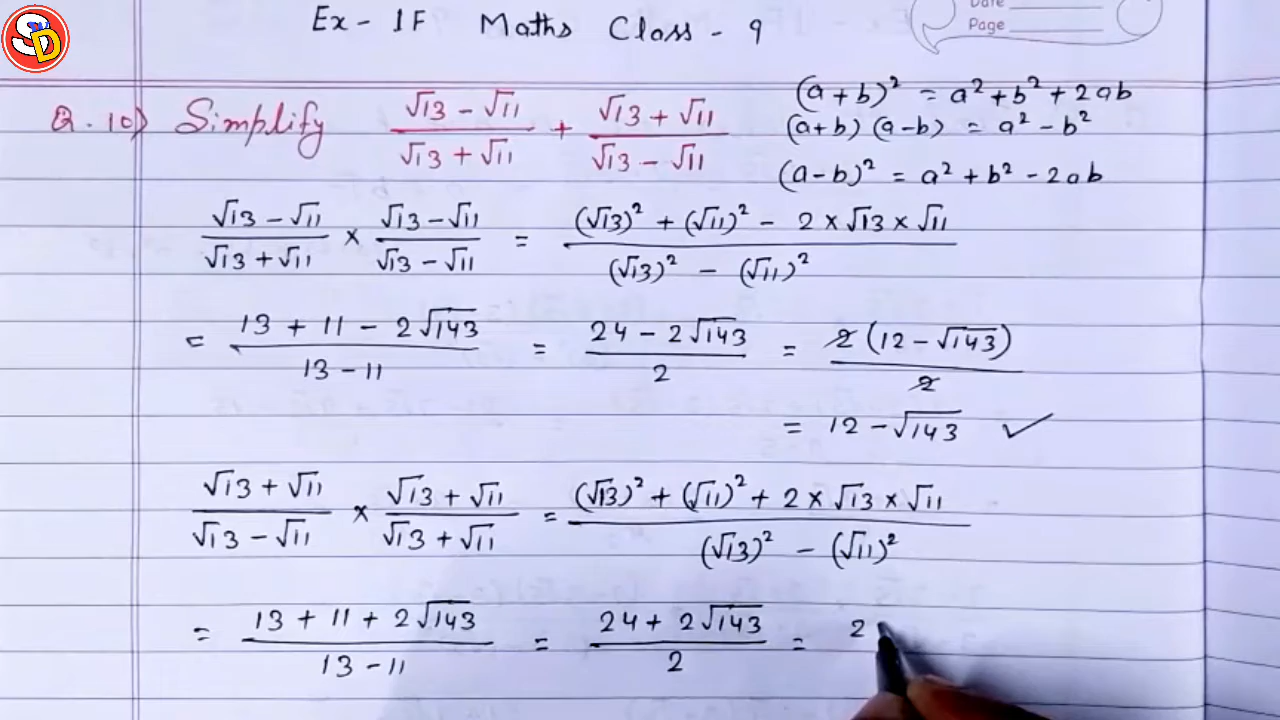 SD
Ex - 1F Maths Class - 9
Date
Page
Q.10) Simplify (√13 - √11)/(√13 + √11) + (√13 + √11)/(√13 - √11)
(a+b)² = a² + b² + 2ab
(a+b) (a-b) = a² - b²
(a-b)² = a² + b² - 2ab
(√13 - √11)/(√13 + √11) × (√13 - √11)/(√13 - √11) = ((√13)² + (√11)² - 2 × √13 × √11)/((√13)² - (√11)²)
= (13 + 11 - 2√143)/(13 - 11) = (24 - 2√143)/2 = 2(12 - √143)/2
= 12 - √143 ✓
(√13 + √11)/(√13 - √11) × (√13 + √11)/(√13 + √11) = ((√13)² + (√11)² + 2 × √13 × √11)/((√13)² - (√11)²)
= (13 + 11 + 2√143)/(13 - 11) = (24 + 2√143)/2 = 2